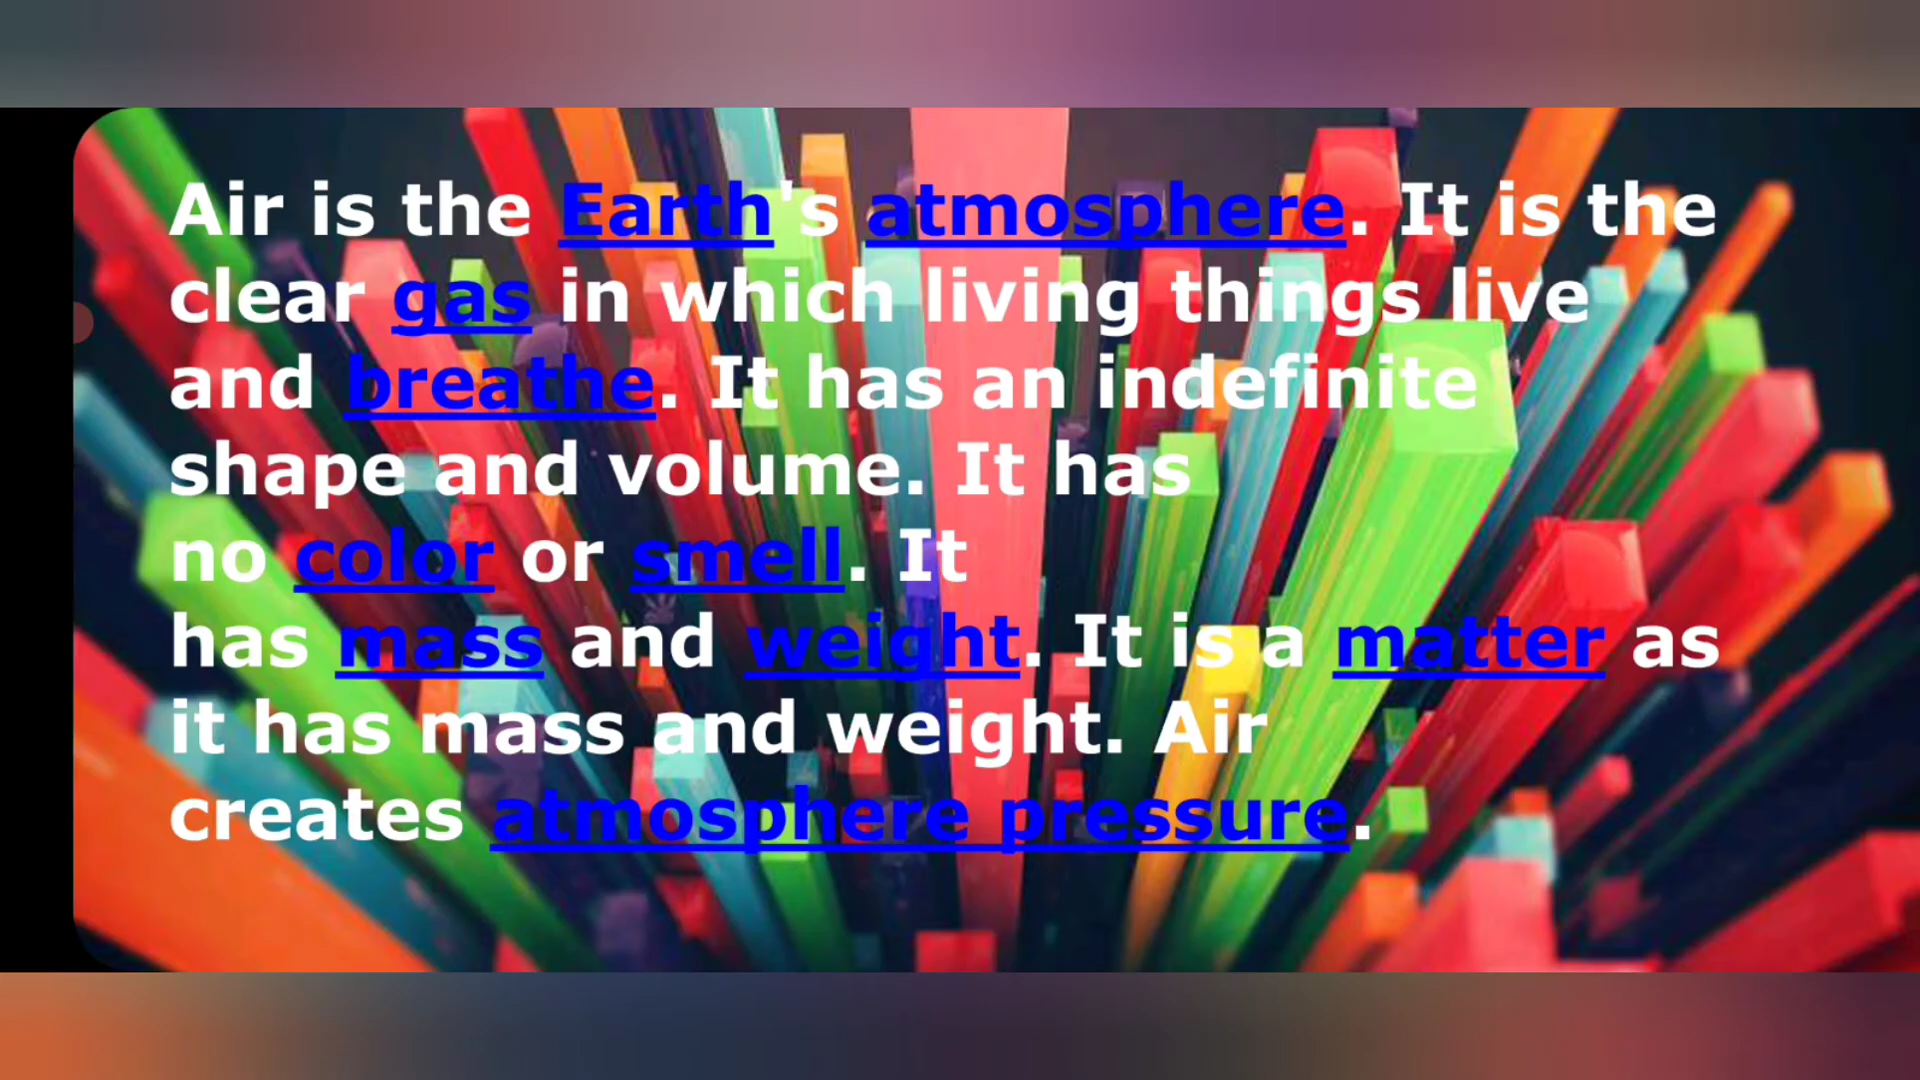 Air is the Earth's atmosphere. It is the
clear gas in which living things live
and breathe. It has an indefinite
shape and volume. It has
no color or smell. It
has mass and weight. It is a matter as
it has mass and weight. Air
creates atmosphere pressure.